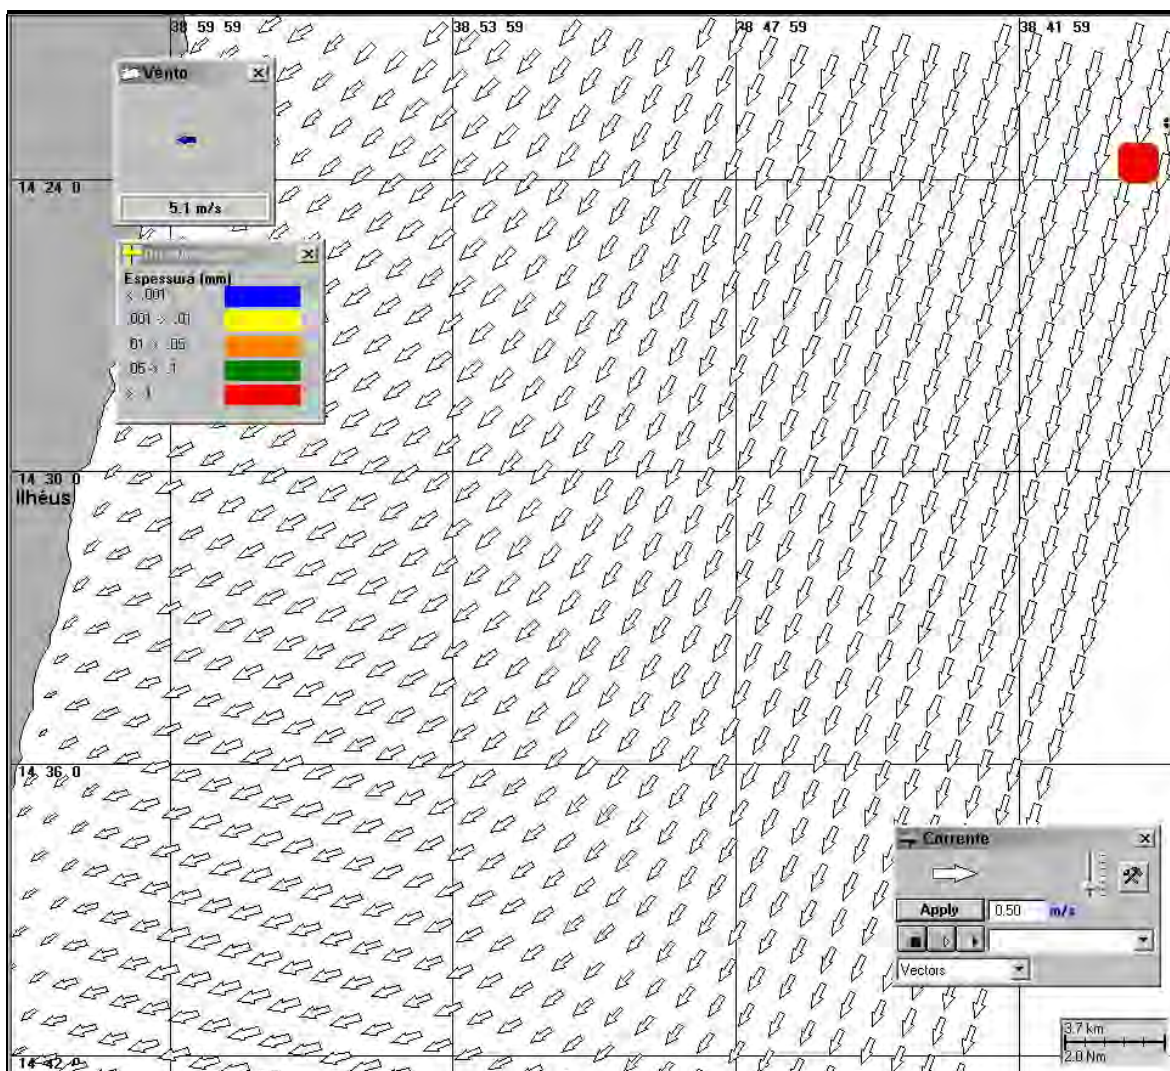 38 59 59
38 53 59
38 47 59
38 41 59
Vento
5.1 m/s
14 24 0
Espessura (mm)
< .001
.001 -> .01
.01 -> .05
.05 -> .1
> .1
14 30 0
Ilhéus
14 36 0
Corrente
Apply
0.50
m/s
Vectors
3.7 km
2.0 Nm
14 42 0